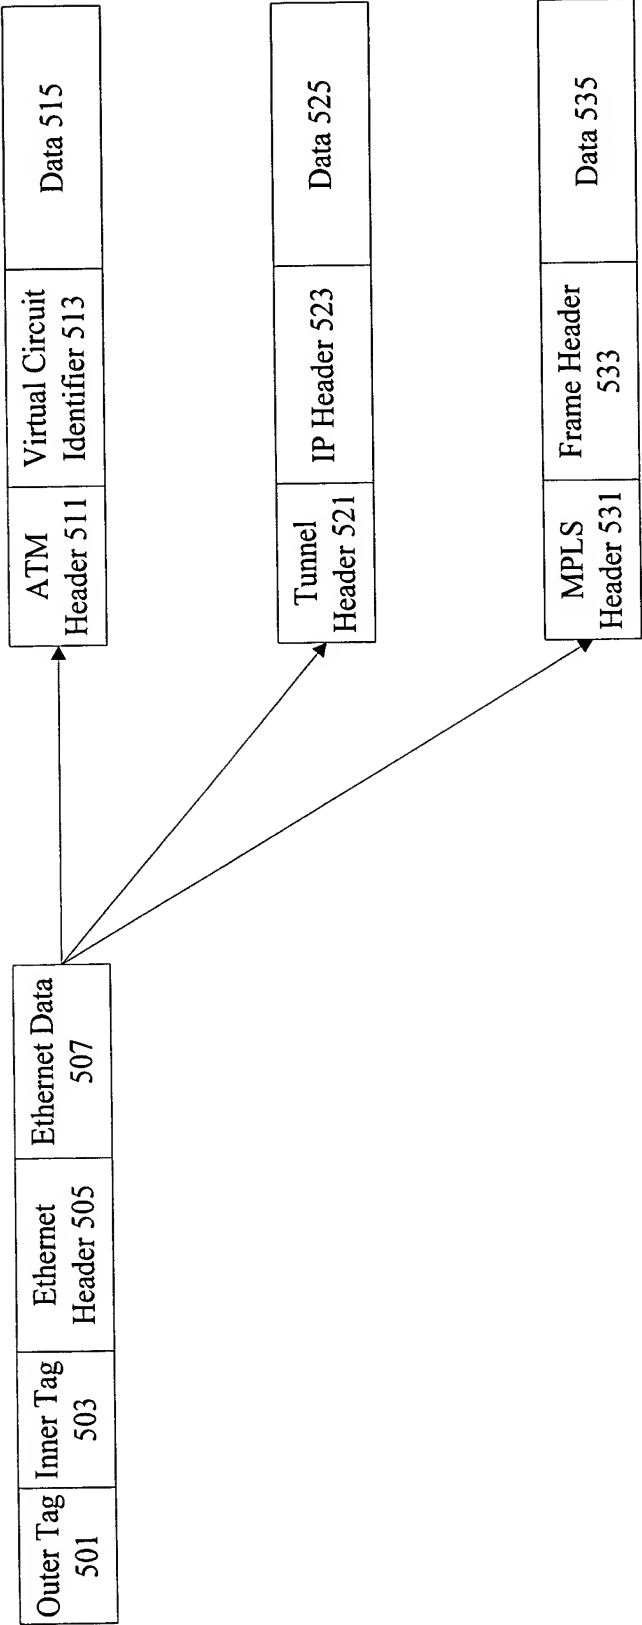 Outer Tag
501
Inner Tag
503
Ethernet
Header 505
Ethernet Data
507
ATM
Header 511
Virtual Circuit
Identifier 513
Data 515
Tunnel
Header 521
IP Header 523
Data 525
MPLS
Header 531
Frame Header
533
Data 535